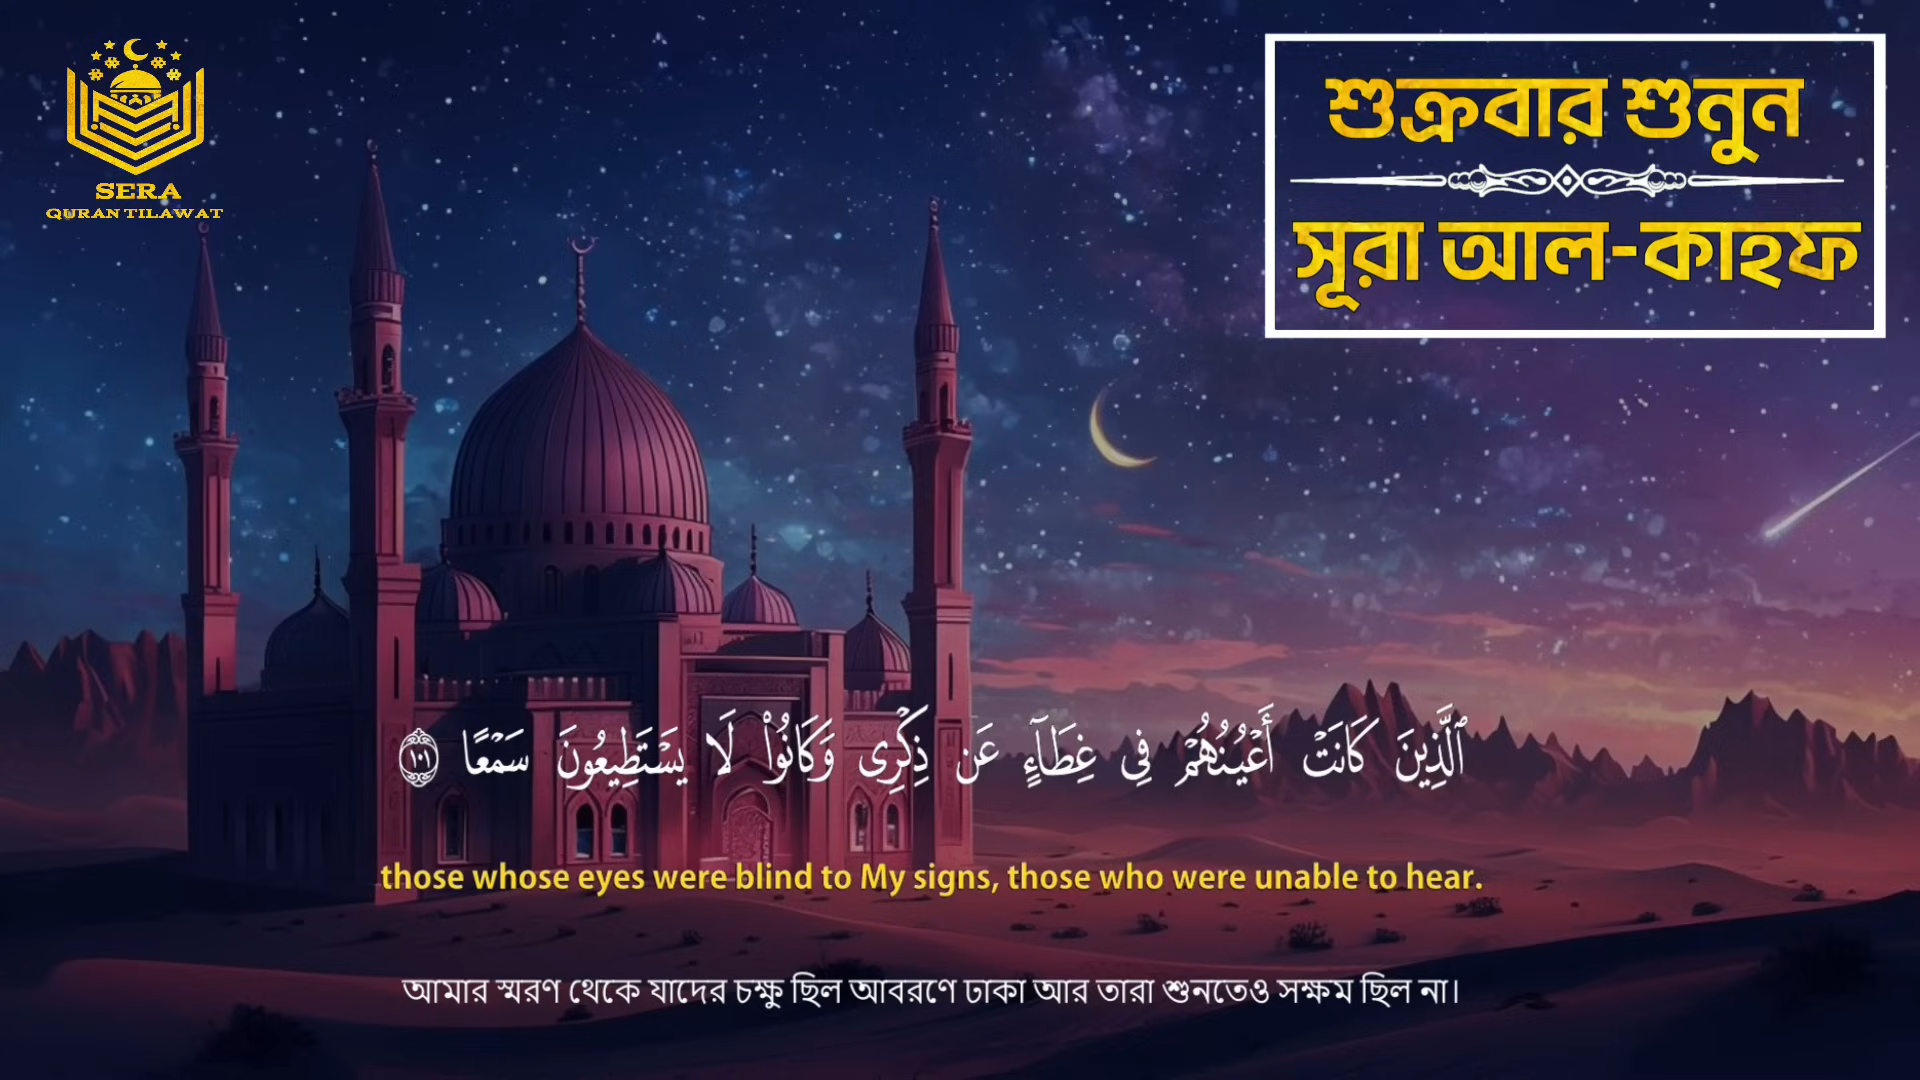 SERA
QURAN TILAWAT
শুক্রবার শুনুন
সূরা আল-কাহফ
ٱلَّذِينَ كَانَتْ أَعْيُنُهُمْ فِى غِطَآءٍ عَن ذِكْرِى وَكَانُوا۟ لَا يَسْتَطِيعُونَ سَمْعًا ١٠١
those whose eyes were blind to My signs, those who were unable to hear.
আমার স্মরণ থেকে যাদের চক্ষু ছিল আবরণে ঢাকা আর তারা শুনতেও সক্ষম ছিল না।